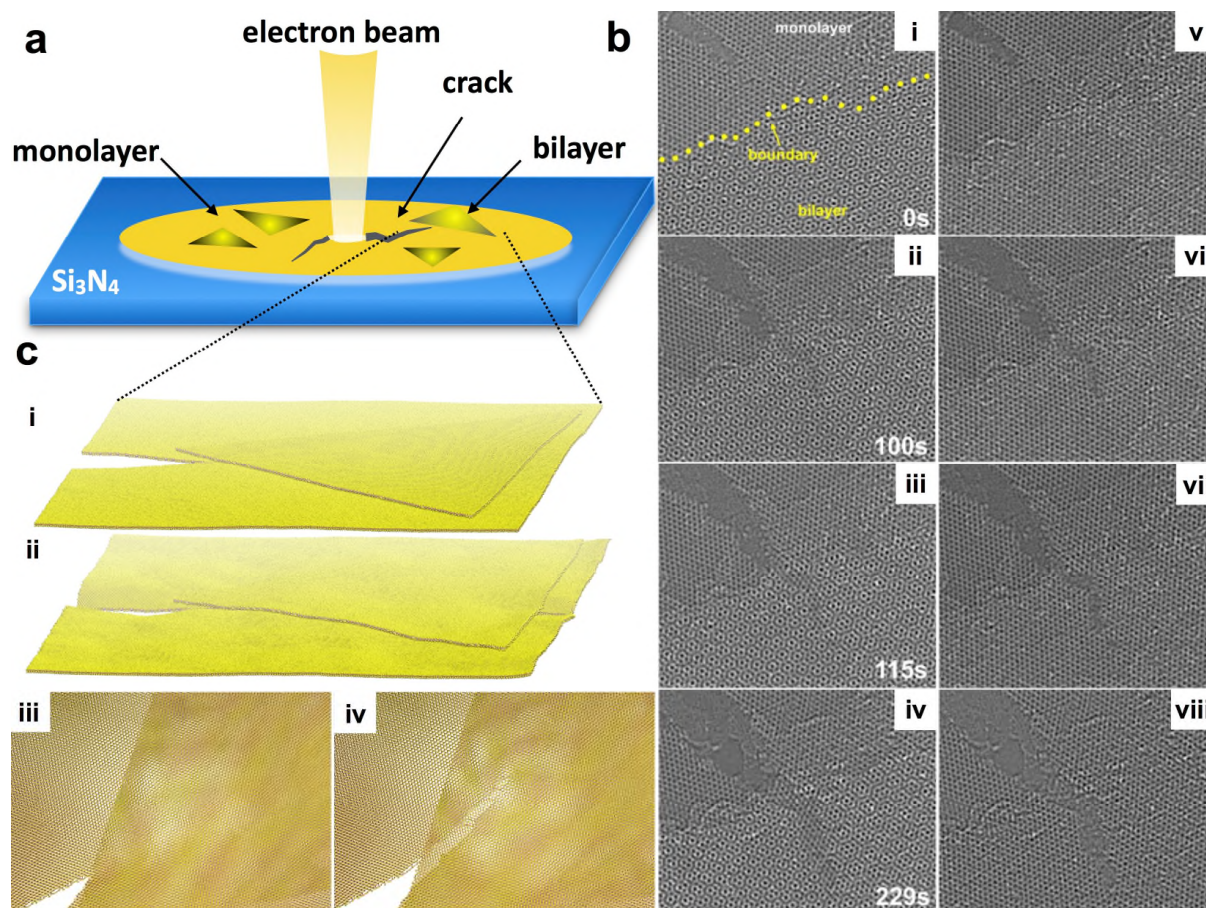 a
electron beam
crack
monolayer
bilayer
Si₃N₄
b
monolayer
i
boundary
bilayer
0s
v
ii
100s
vi
iii
115s
vi
iv
229s
viii
c
i
ii
iii
iv